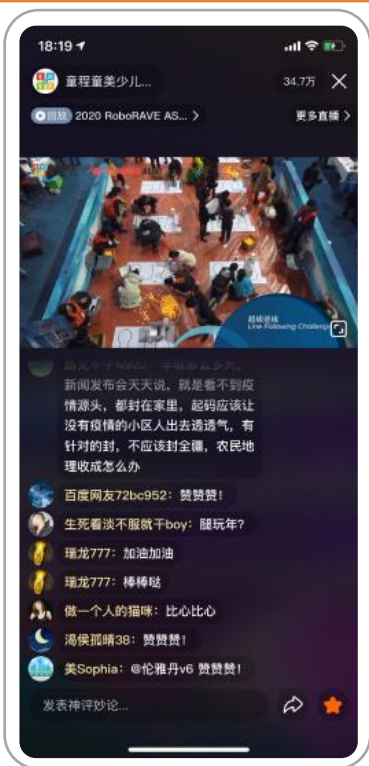 18:19
童程童美少儿...
34.7万
回放 2020 RoboRAVE AS...
更多直播
超级巡线
Line Following Challenge
新闻发布会天天说，就是看不到疫
情源头，都封在家里，起码应该让
没有疫情的小区人出去透透气，有
针对的封，不应该封全疆，农民地
理收成怎么办
百度网友72bc952：赞赞赞！
生死看淡不服就干boy：腿玩年？
瑞龙777：加油加油
瑞龙777：棒棒哒
做一个人的猫咪：比心比心
渴侯孤晴38：赞赞赞！
美Sophia：@伦雅丹v6 赞赞赞！
发表神评妙论...